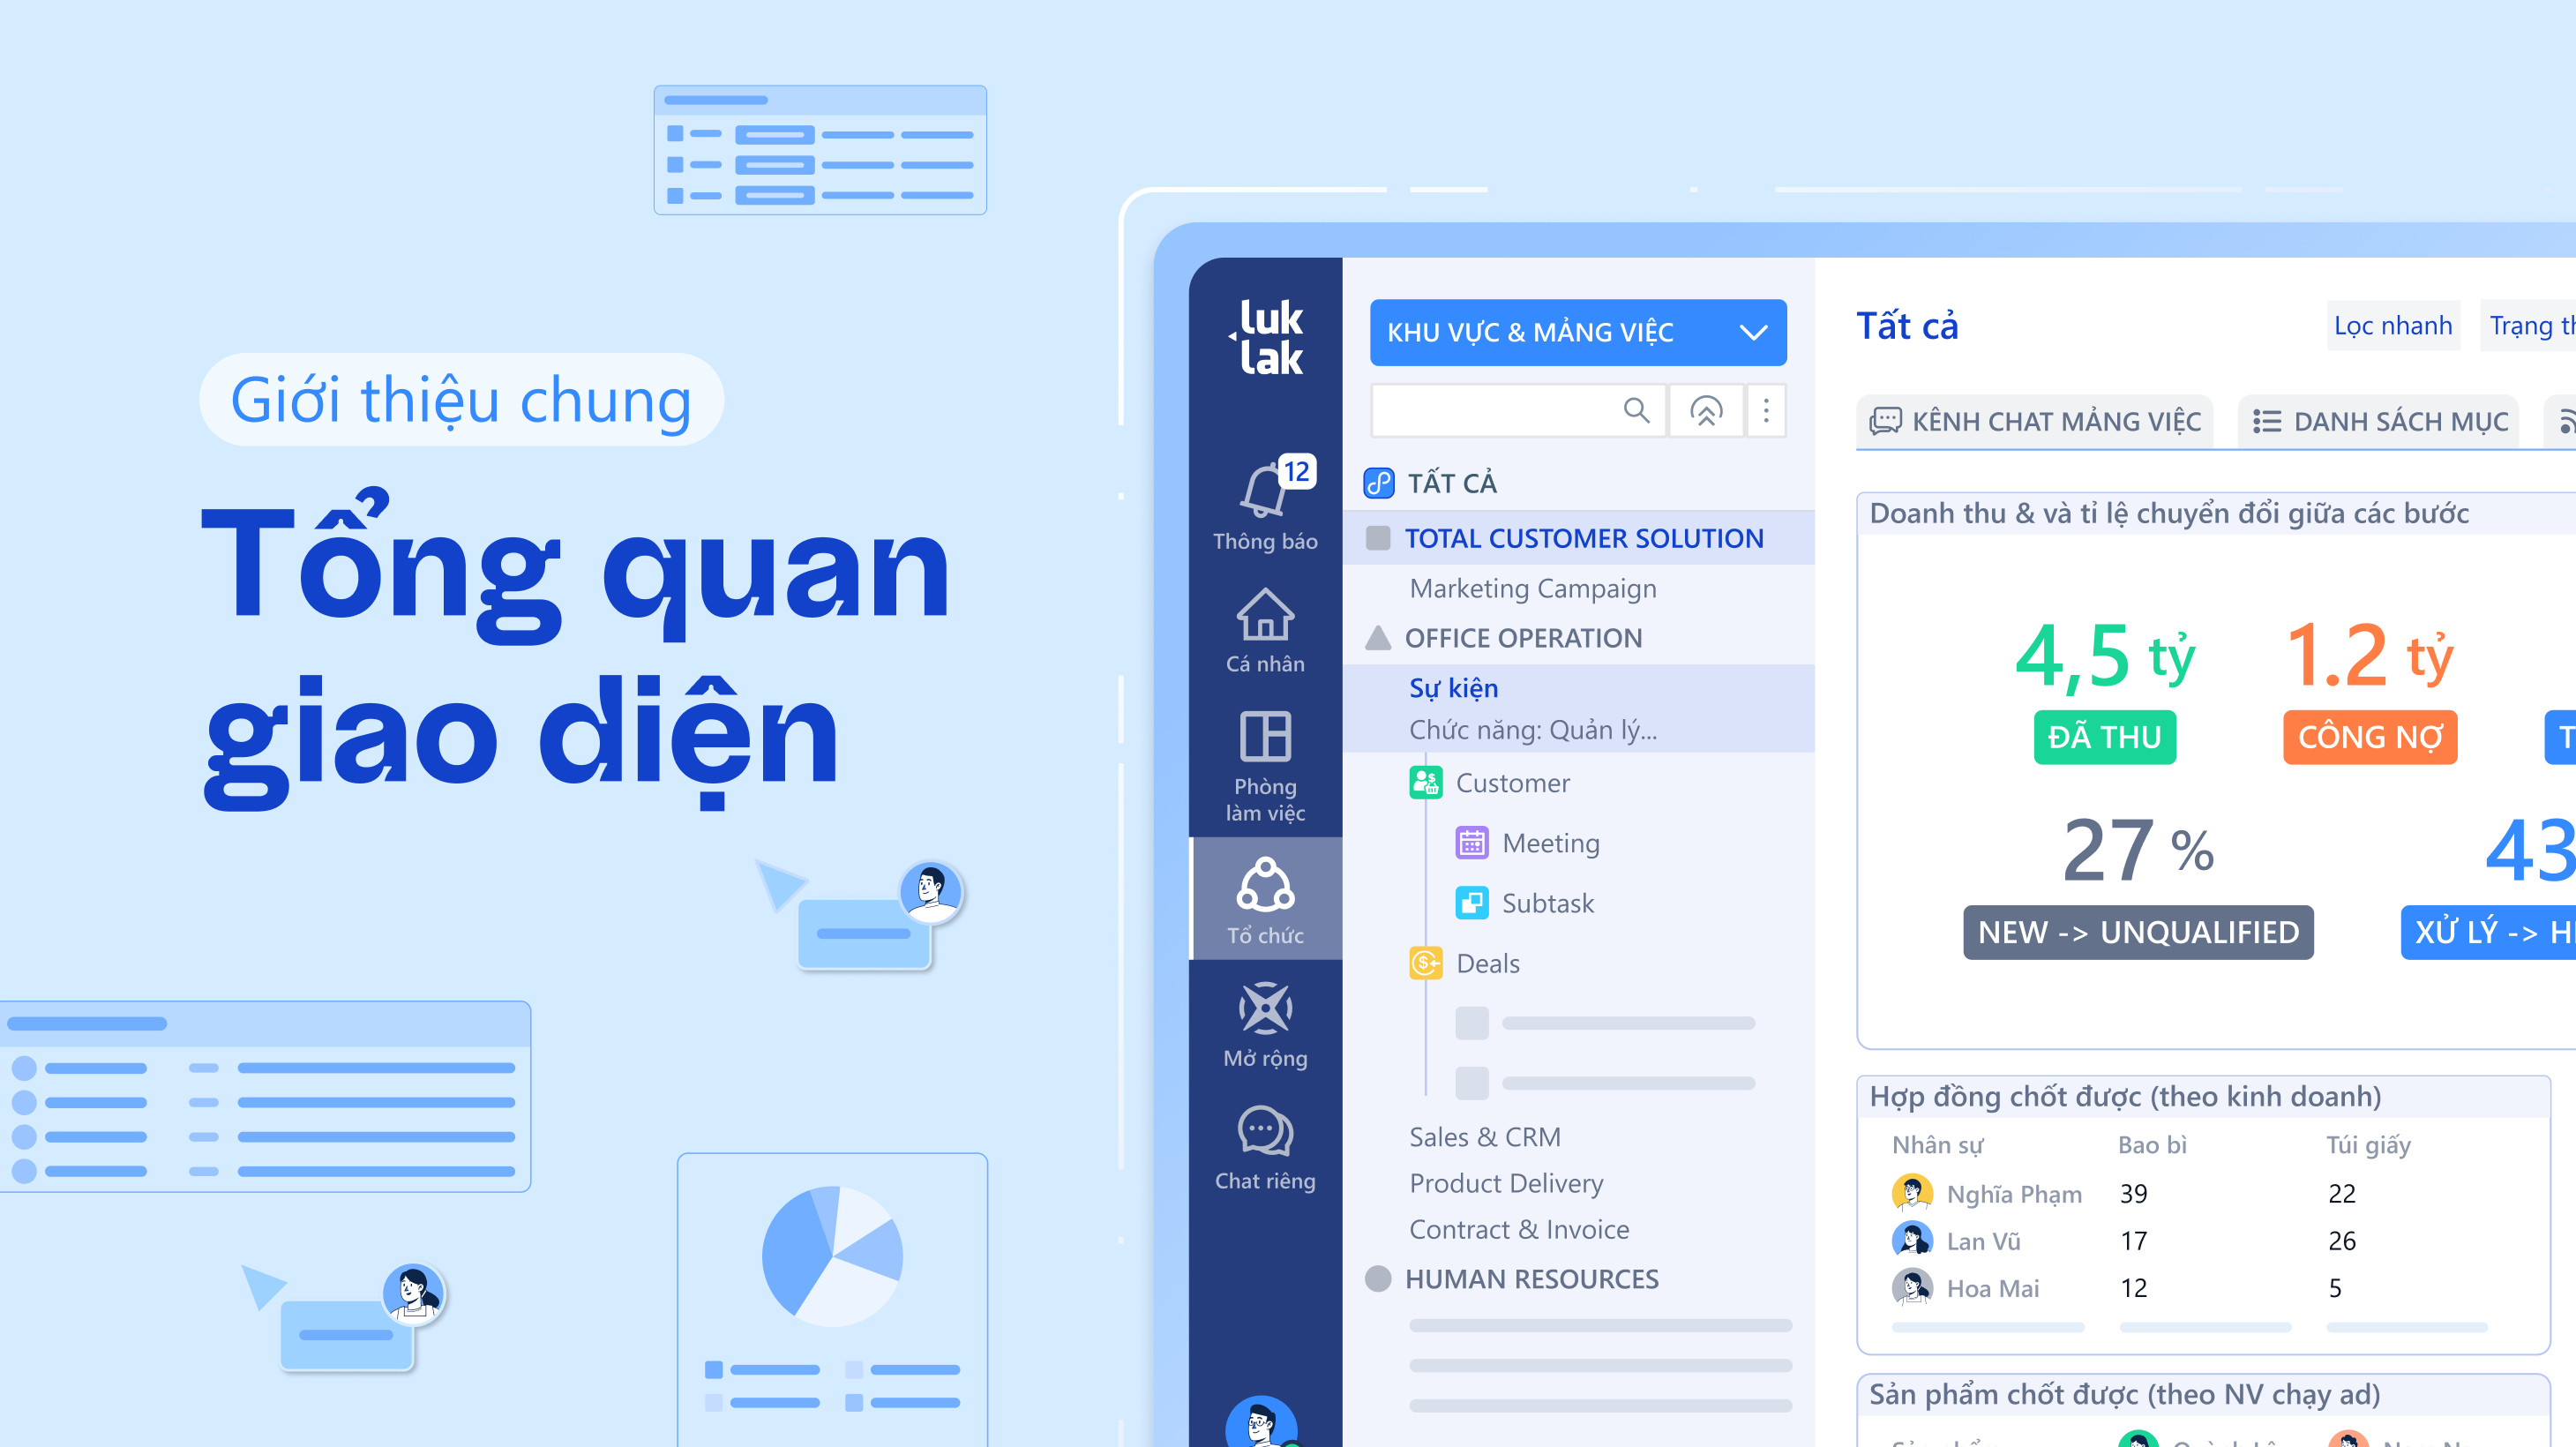 Giới thiệu chung
Tổng quan
giao diện
luk
lak
12
Thông báo
Cá nhân
Phòng
làm việc
Tổ chức
Mở rộng
Chat riêng
KHU VỰC & MẢNG VIỆC
TẤT CẢ
TOTAL CUSTOMER SOLUTION
Marketing Campaign
OFFICE OPERATION
Sự kiện
Chức năng: Quản lý...
Customer
Meeting
Subtask
Deals
Sales & CRM
Product Delivery
Contract & Invoice
HUMAN RESOURCES
Tất cả
Lọc nhanh
Trạng
KÊNH CHAT MẢNG VIỆC
DANH SÁCH MỤC
Doanh thu & và tỉ lệ chuyển đổi giữa các bước
4,5 tỷ
1.2 tỷ
ĐÃ THU
CÔNG NỢ
27 %
43
NEW -> UNQUALIFIED
XỬ LÝ ->
Hợp đồng chốt được (theo kinh doanh)
Nhân sự Bao bì Túi giấy
Nghĩa Phạm 39 22
Lan Vũ 17 26
Hoa Mai 12 5
Sản phẩm chốt được (theo NV chạy ad)